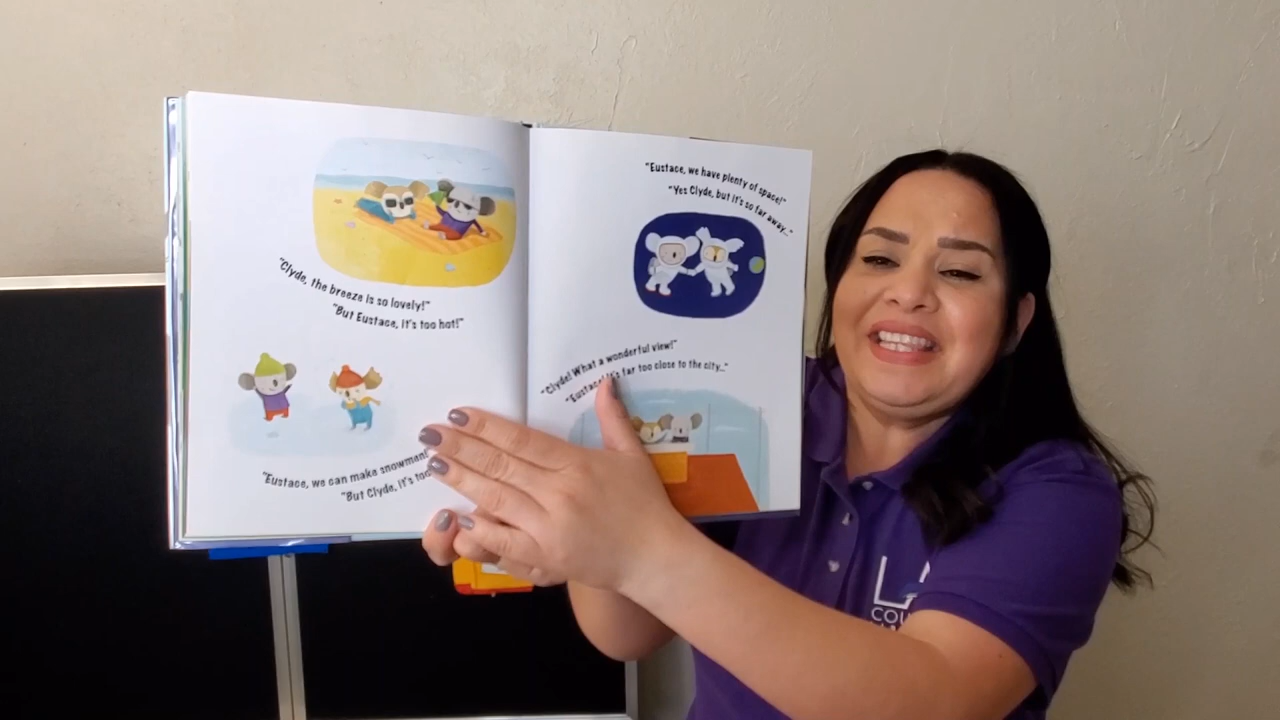 "Clyde, the breeze is so lovely!"
"But Eustace, it's too hot!"
"Eustace, we can make snowmen!
"But Clyde, it's too
"Eustace, we have plenty of space!"
"Yes Clyde, but it's so far away..."
"Clyde! What a wonderful view!"
"Eustace! It's far too close to the city..."
LA
COU